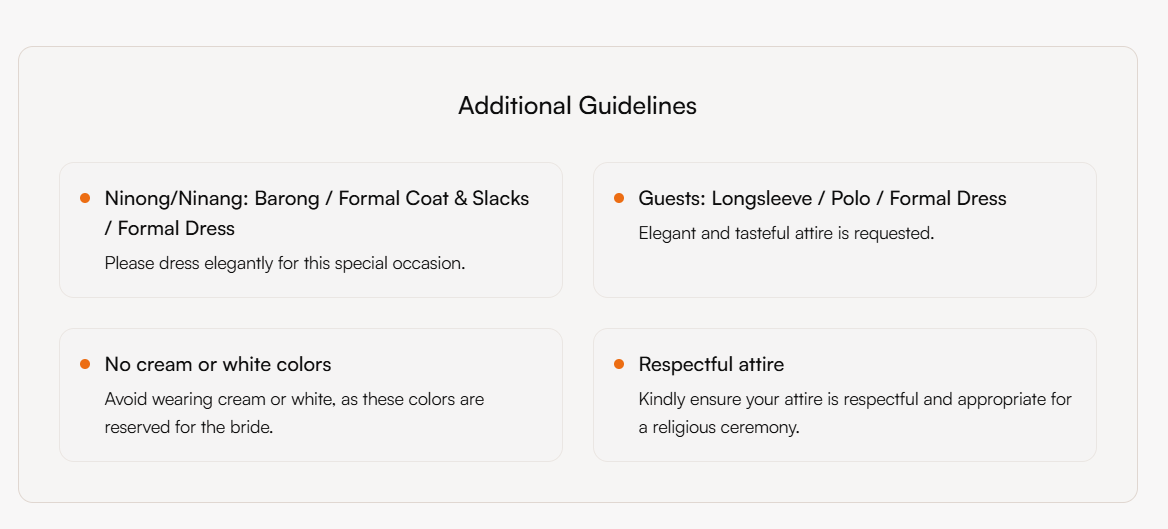 Additional Guidelines
Ninong/Ninang: Barong / Formal Coat & Slacks
/ Formal Dress
Please dress elegantly for this special occasion.
Guests: Longsleeve / Polo / Formal Dress
Elegant and tasteful attire is requested.
No cream or white colors
Avoid wearing cream or white, as these colors are
reserved for the bride.
Respectful attire
Kindly ensure your attire is respectful and appropriate for
a religious ceremony.